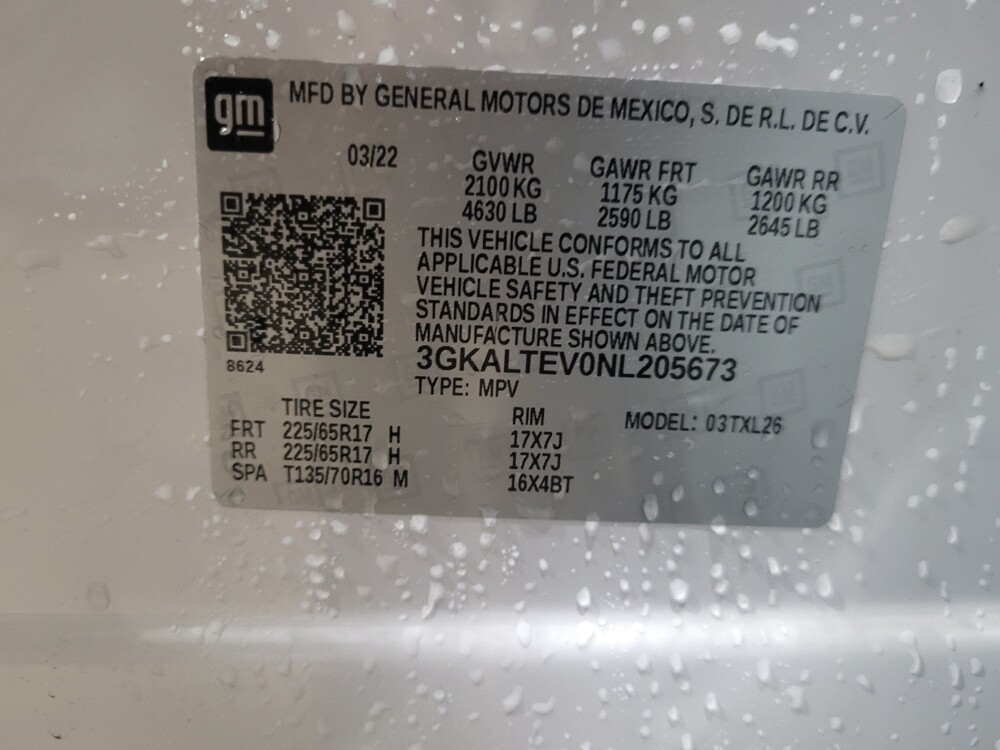 gm MFD BY GENERAL MOTORS DE MEXICO, S. DE R.L. DE C.V.
03/22 GVWR GAWR FRT GAWR RR
2100 KG 1175 KG 1200 KG
4630 LB 2590 LB 2645 LB
THIS VEHICLE CONFORMS TO ALL
APPLICABLE U.S. FEDERAL MOTOR
VEHICLE SAFETY AND THEFT PREVENTION
STANDARDS IN EFFECT ON THE DATE OF
MANUFACTURE SHOWN ABOVE.
8624 3GKALTEV0NL205673
TYPE: MPV
TIRE SIZE RIM MODEL: 03TXL26
FRT 225/65R17 H 17X7J
RR 225/65R17 H 17X7J
SPA T135/70R16 M 16X4BT